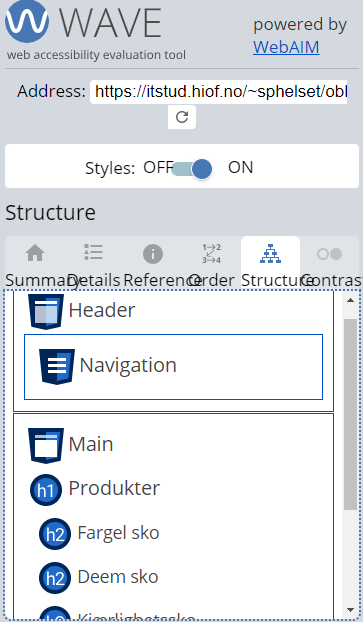 WAVE
powered by
WebAIM
web accessibility evaluation tool
Address: https://itstud.hiof.no/~sphelset/obl
Styles: OFF ON
Structure
Summary Details Reference Order Structure Contrast
Header
Navigation
Main
h1 Produkter
h2 Fargel sko
h2 Deem sko
h2 Kjærlighetssko